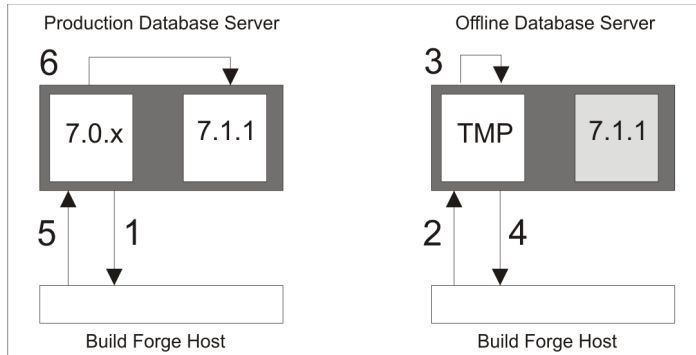 Production Database Server
Offline Database Server
6
3
7.0.x
7.1.1
TMP
7.1.1
5
1
2
4
Build Forge Host
Build Forge Host